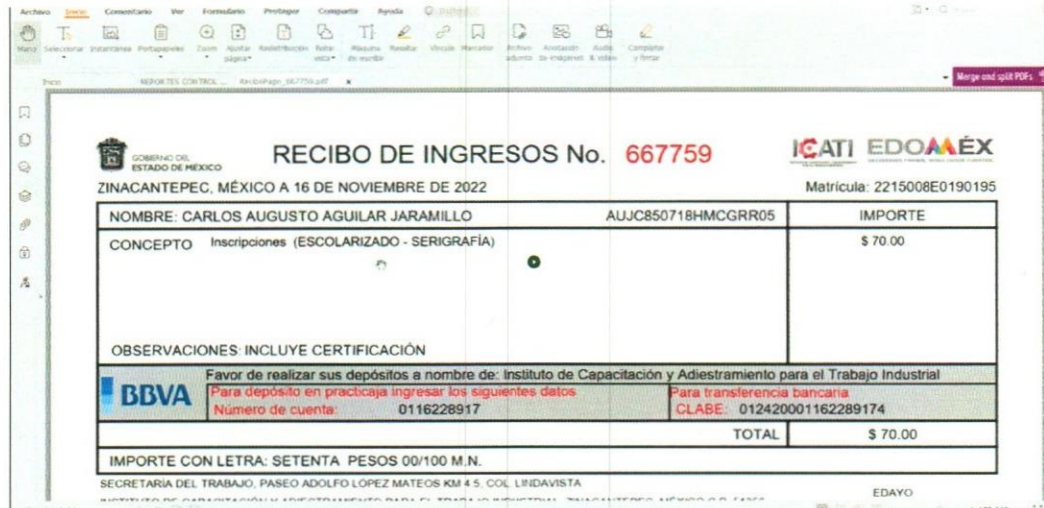 Archivo Inicio Comentario Ver Formulario Proteger Compartir Ayuda
Mano Seleccionar Instantánea Portapapeles Zoom Ajustar página Redistribución Rotar vista Máquina de escribir Resaltar Vínculo Marcador Archivo adjunto Anotación de imágenes Audio & vídeo Completar y firmar
Inicio REPORTES CONTROL ... ReciboPago_667759.pdf x Merge and split PDFs
GOBIERNO DEL
ESTADO DE MÉXICO
RECIBO DE INGRESOS No. 667759
ICATI EDOMÉX
ZINACANTEPEC, MÉXICO A 16 DE NOVIEMBRE DE 2022 Matrícula: 2215008E0190195
NOMBRE: CARLOS AUGUSTO AGUILAR JARAMILLO AUJC850718HMCGRR05 IMPORTE
CONCEPTO Inscripciones (ESCOLARIZADO - SERIGRAFÍA) $ 70.00
OBSERVACIONES: INCLUYE CERTIFICACIÓN
BBVA
Favor de realizar sus depósitos a nombre de: Instituto de Capacitación y Adiestramiento para el Trabajo Industrial
Para depósito en practicaja ingresar los siguientes datos Para transferencia bancaria
Número de cuenta: 0116228917 CLABE: 012420001162289174
TOTAL $ 70.00
IMPORTE CON LETRA: SETENTA PESOS 00/100 M.N.
SECRETARÍA DEL TRABAJO, PASEO ADOLFO LÓPEZ MATEOS KM 4.5, COL. LINDAVISTA
EDAYO